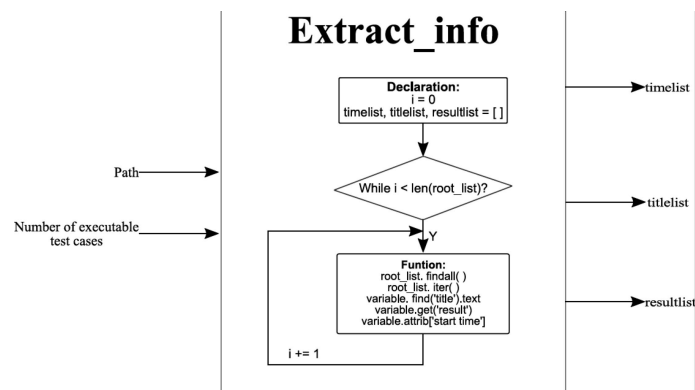 Extract_info
Declaration:
i = 0
timelist, titlelist, resultlist = [ ]
timelist
While i < len(root_list)?
Path
titlelist
Number of executable
test cases
Y
Funtion:
root_list. findall( )
root_list. iter( )
variable. find('title').text
variable.get('result')
variable.attrib['start time']
resultlist
i += 1